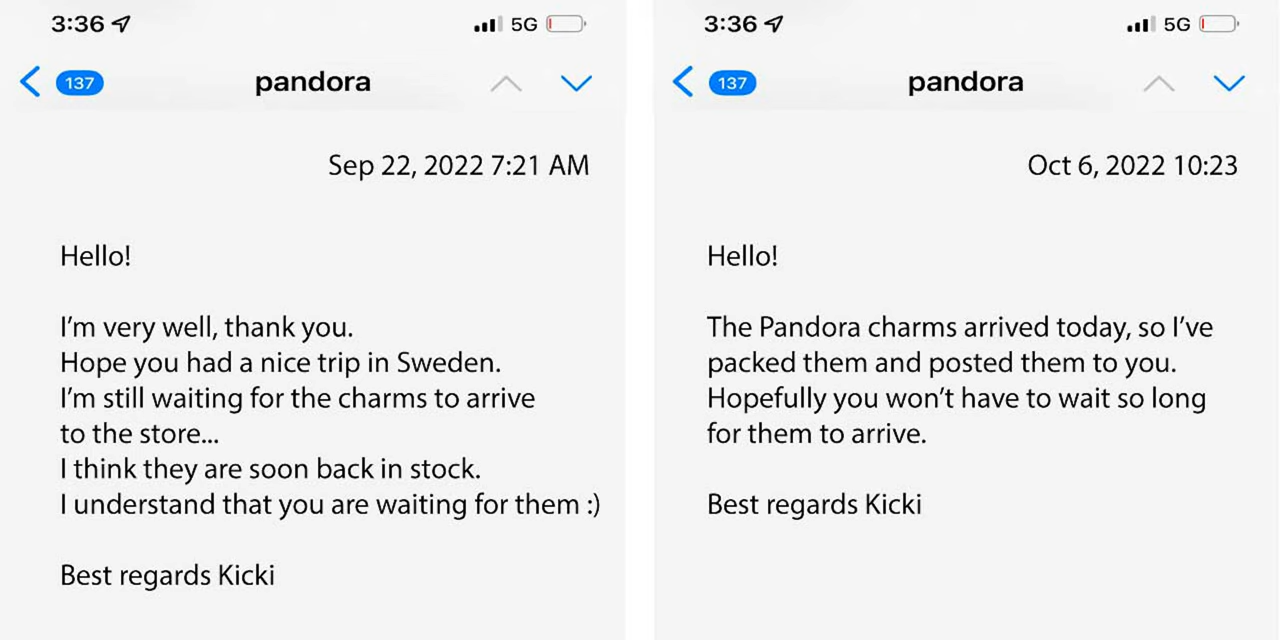 3:36
5G
137
pandora
Sep 22, 2022 7:21 AM
Hello!
I’m very well, thank you.
Hope you had a nice trip in Sweden.
I’m still waiting for the charms to arrive
to the store...
I think they are soon back in stock.
I understand that you are waiting for them :)
Best regards Kicki
3:36
5G
137
pandora
Oct 6, 2022 10:23
Hello!
The Pandora charms arrived today, so I’ve
packed them and posted them to you.
Hopefully you won’t have to wait so long
for them to arrive.
Best regards Kicki